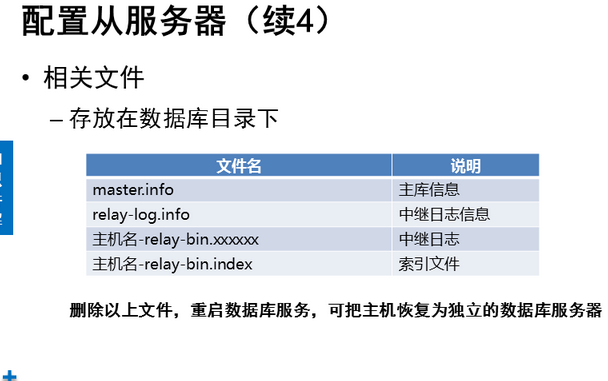 配置从服务器（续4）
• 相关文件
– 存放在数据库目录下
文件名 说明
master.info 主库信息
relay-log.info 中继日志信息
主机名-relay-bin.xxxxxx 中继日志
主机名-relay-bin.index 索引文件
删除以上文件，重启数据库服务，可把主机恢复为独立的数据库服务器